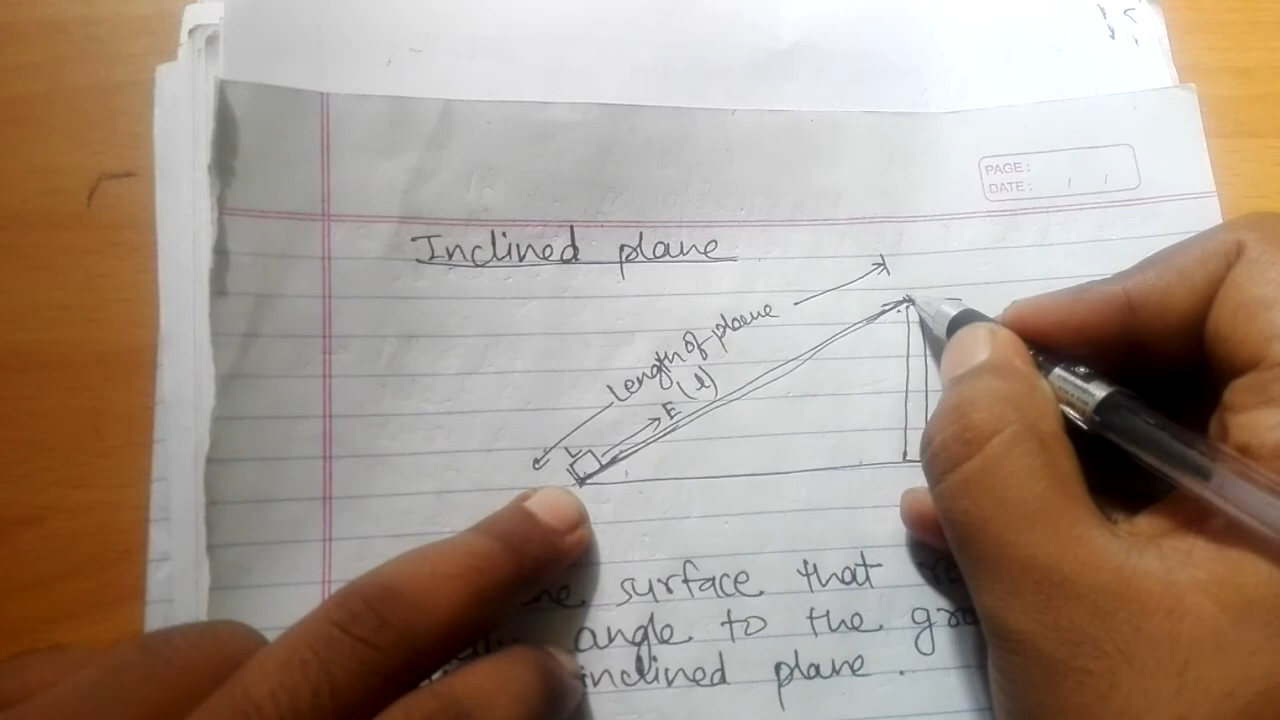 PAGE:
DATE: / /
Inclined plane
Length of plane
(l)
E
L
surface that
angle to the
inclined plane.